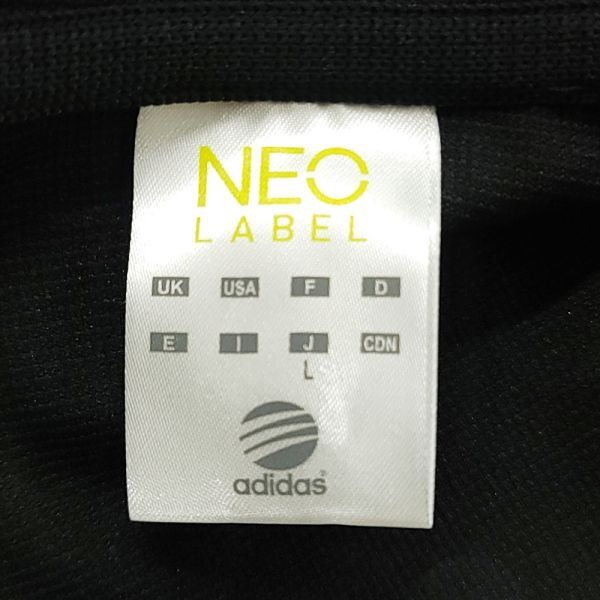 NEO
LABEL
UK USA F D
E I J CDN
L
adidas®